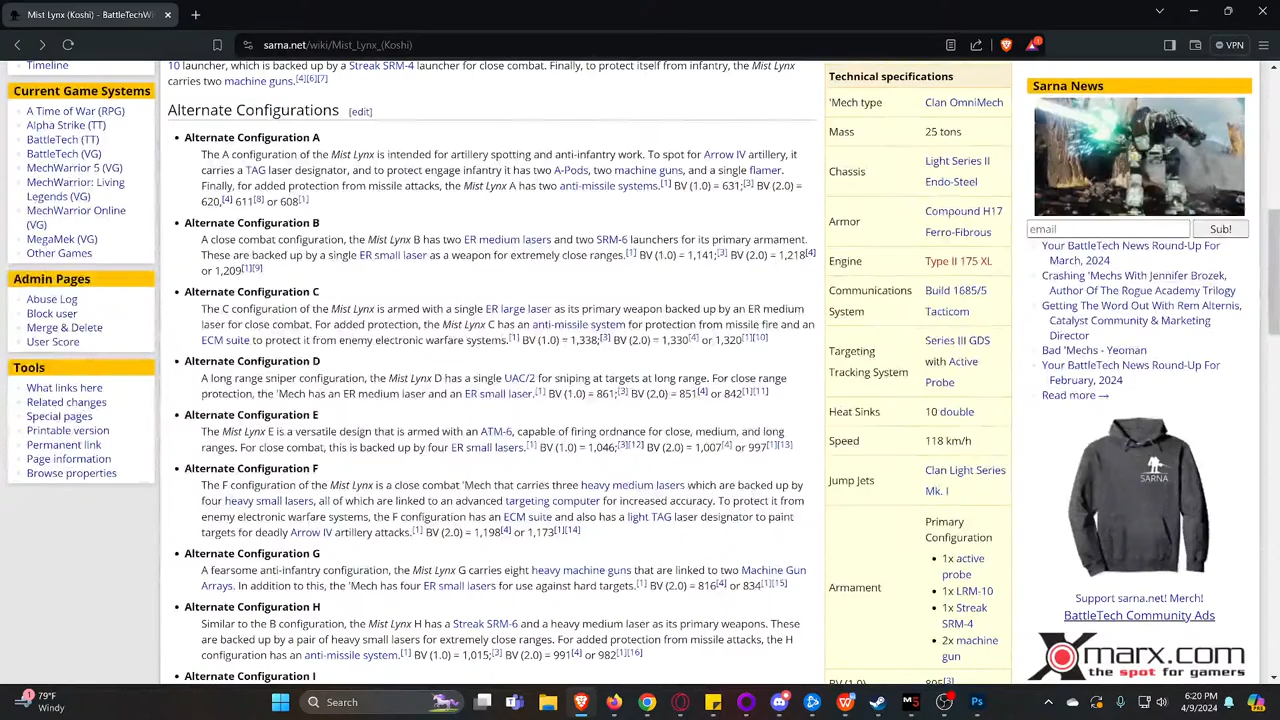 Mist Lynx (Koshi) - BattleTechWi
sarna.net/wiki/Mist_Lynx_(Koshi)
VPN
Timeline
Current Game Systems
A Time of War (RPG)
Alpha Strike (TT)
BattleTech (TT)
BattleTech (VG)
MechWarrior 5 (VG)
MechWarrior: Living
Legends (VG)
MechWarrior Online
(VG)
MegaMek (VG)
Other Games
Admin Pages
Abuse Log
Block user
Merge & Delete
User Score
Tools
What links here
Related changes
Special pages
Printable version
Permanent link
Page information
Browse properties
10 launcher, which is backed up by a Streak SRM-4 launcher for close combat. Finally, to protect itself from infantry, the Mist Lynx
carries two machine guns.[4][6][7]
Alternate Configurations [edit]
• Alternate Configuration A
The A configuration of the Mist Lynx is intended for artillery spotting and anti-infantry work. To spot for Arrow IV artillery, it
carries a TAG laser designator, and to protect engage infantry it has two A-Pods, two machine guns, and a single flamer.
Finally, for added protection from missile attacks, the Mist Lynx A has two anti-missile systems.[1] BV (1.0) = 631;[3] BV (2.0) =
620,[4] 611[8] or 608[1]
• Alternate Configuration B
A close combat configuration, the Mist Lynx B has two ER medium lasers and two SRM-6 launchers for its primary armament.
These are backed up by a single ER small laser as a weapon for extremely close ranges.[1] BV (1.0) = 1,141;[3] BV (2.0) = 1,218[4]
or 1,209[1][9]
• Alternate Configuration C
The C configuration of the Mist Lynx is armed with a single ER large laser as its primary weapon backed up by an ER medium
laser for close combat. For added protection, the Mist Lynx C has an anti-missile system for protection from missile fire and an
ECM suite to protect it from enemy electronic warfare systems.[1] BV (1.0) = 1,338;[3] BV (2.0) = 1,330[4] or 1,320[1][10]
• Alternate Configuration D
A long range sniper configuration, the Mist Lynx D has a single UAC/2 for sniping at targets at long range. For close range
protection, the 'Mech has an ER medium laser and an ER small laser.[1] BV (1.0) = 861;[3] BV (2.0) = 851[4] or 842[1][11]
• Alternate Configuration E
The Mist Lynx E is a versatile design that is armed with an ATM-6, capable of firing ordnance for close, medium, and long
ranges. For close combat, this is backed up by four ER small lasers.[1] BV (1.0) = 1,046;[3][12] BV (2.0) = 1,007[4] or 997[1][13]
• Alternate Configuration F
The F configuration of the Mist Lynx is a close combat 'Mech that carries three heavy medium lasers which are backed up by
four heavy small lasers, all of which are linked to an advanced targeting computer for increased accuracy. To protect it from
enemy electronic warfare systems, the F configuration has an ECM suite and also has a light TAG laser designator to paint
targets for deadly Arrow IV artillery attacks.[1] BV (2.0) = 1,198[4] or 1,173[1][14]
• Alternate Configuration G
A fearsome anti-infantry configuration, the Mist Lynx G carries eight heavy machine guns that are linked to two Machine Gun
Arrays. In addition to this, the 'Mech has four ER small lasers for use against hard targets.[1] BV (2.0) = 816[4] or 834[1][15]
• Alternate Configuration H
Similar to the B configuration, the Mist Lynx H has a Streak SRM-6 and a heavy medium laser as its primary weapons. These
are backed up by a pair of heavy small lasers for extremely close ranges. For added protection from missile attacks, the H
configuration has an anti-missile system.[1] BV (1.0) = 1,015;[3] BV (2.0) = 991[4] or 982[1][16]
• Alternate Configuration I
Technical specifications
'Mech type Clan OmniMech
Mass 25 tons
Chassis Light Series II
Endo-Steel
Armor Compound H17
Ferro-Fibrous
Engine Type II 175 XL
Communications Build 1685/5
System Tacticom
Targeting Series III GDS
Tracking System with Active
Probe
Heat Sinks 10 double
Speed 118 km/h
Jump Jets Clan Light Series
Mk. I
Armament Primary
Configuration
• 1x active
probe
• 1x LRM-10
• 1x Streak
SRM-4
• 2x machine
gun
BV (1.0) 895[3]
Sarna News
email Sub!
Your BattleTech News Round-Up For
March, 2024
Crashing 'Mechs With Jennifer Brozek,
Author Of The Rogue Academy Trilogy
Getting The Word Out With Rem Alternis,
Catalyst Community & Marketing
Director
Bad 'Mechs - Yeoman
Your BattleTech News Round-Up For
February, 2024
Read more →
SARNA
Support sarna.net! Merch!
BattleTech Community Ads
marx.com
the spot for gamers
1 79°F
Windy
Search
M5
Ps
6:20 PM
4/9/2024